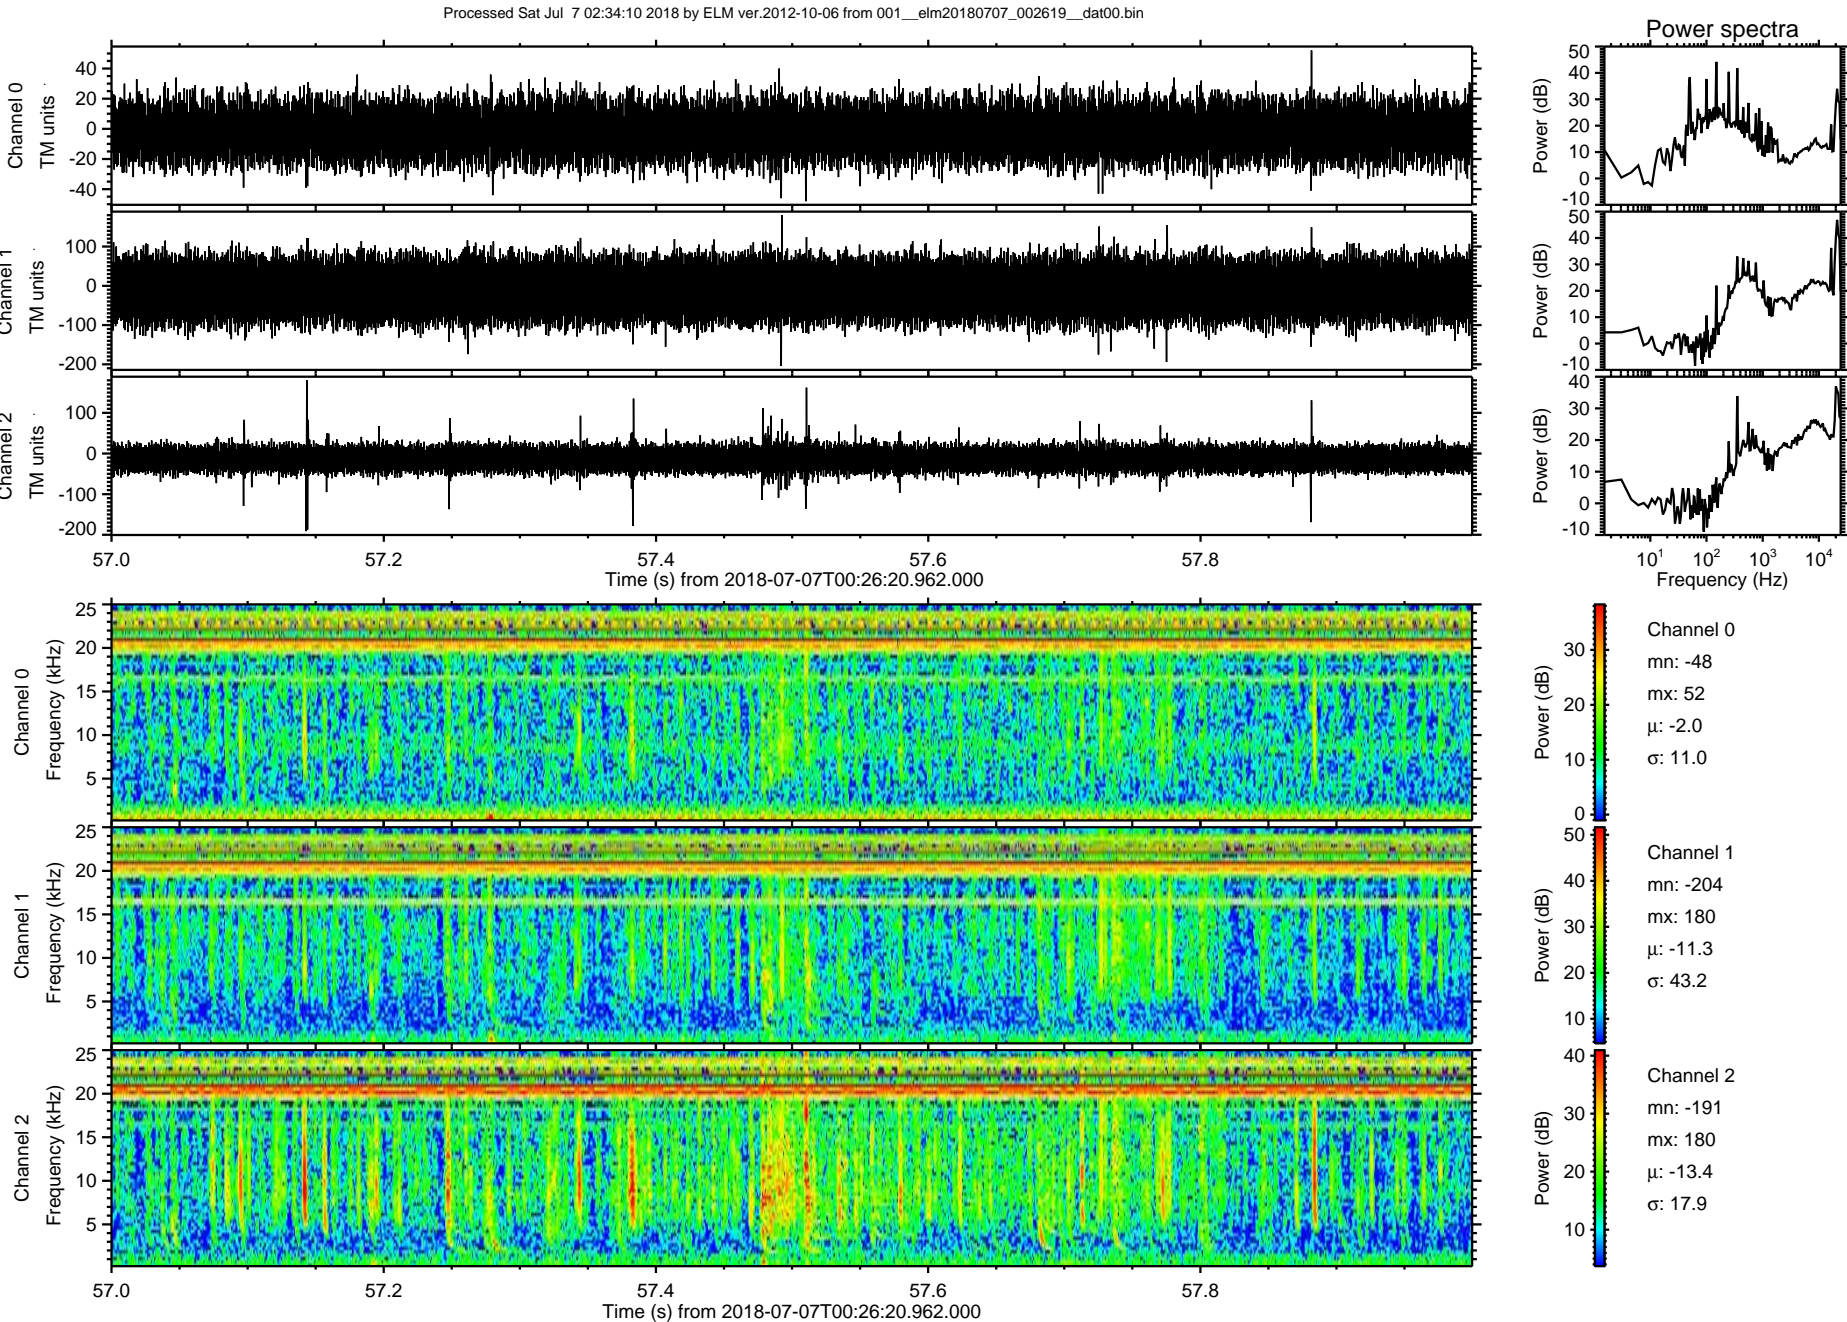 Processed Sat Jul 7 02:34:10 2018 by ELM ver.2012-10-06 from 001__elm20180707_002619__dat00.bin
Power spectra
Channel 0
TM units
40
20
0
-20
-40
Power (dB)
50
40
30
20
10
0
-10
Channel 1
TM units
100
0
-100
-200
Power (dB)
50
40
30
20
10
0
-10
Channel 2
TM units
100
0
-100
-200
Power (dB)
40
30
20
10
0
-10
57.0 57.2 57.4 57.6 57.8
Time (s) from 2018-07-07T00:26:20.962.000
10^1 10^2 10^3 10^4
Frequency (Hz)
Channel 0
Frequency (kHz)
25
20
15
10
5
Power (dB)
30
20
10
0
Channel 0
mn: -48
mx: 52
µ: -2.0
σ: 11.0
Channel 1
Frequency (kHz)
25
20
15
10
5
Power (dB)
50
40
30
20
10
Channel 1
mn: -204
mx: 180
µ: -11.3
σ: 43.2
Channel 2
Frequency (kHz)
25
20
15
10
5
Power (dB)
40
30
20
10
Channel 2
mn: -191
mx: 180
µ: -13.4
σ: 17.9
57.0 57.2 57.4 57.6 57.8
Time (s) from 2018-07-07T00:26:20.962.000